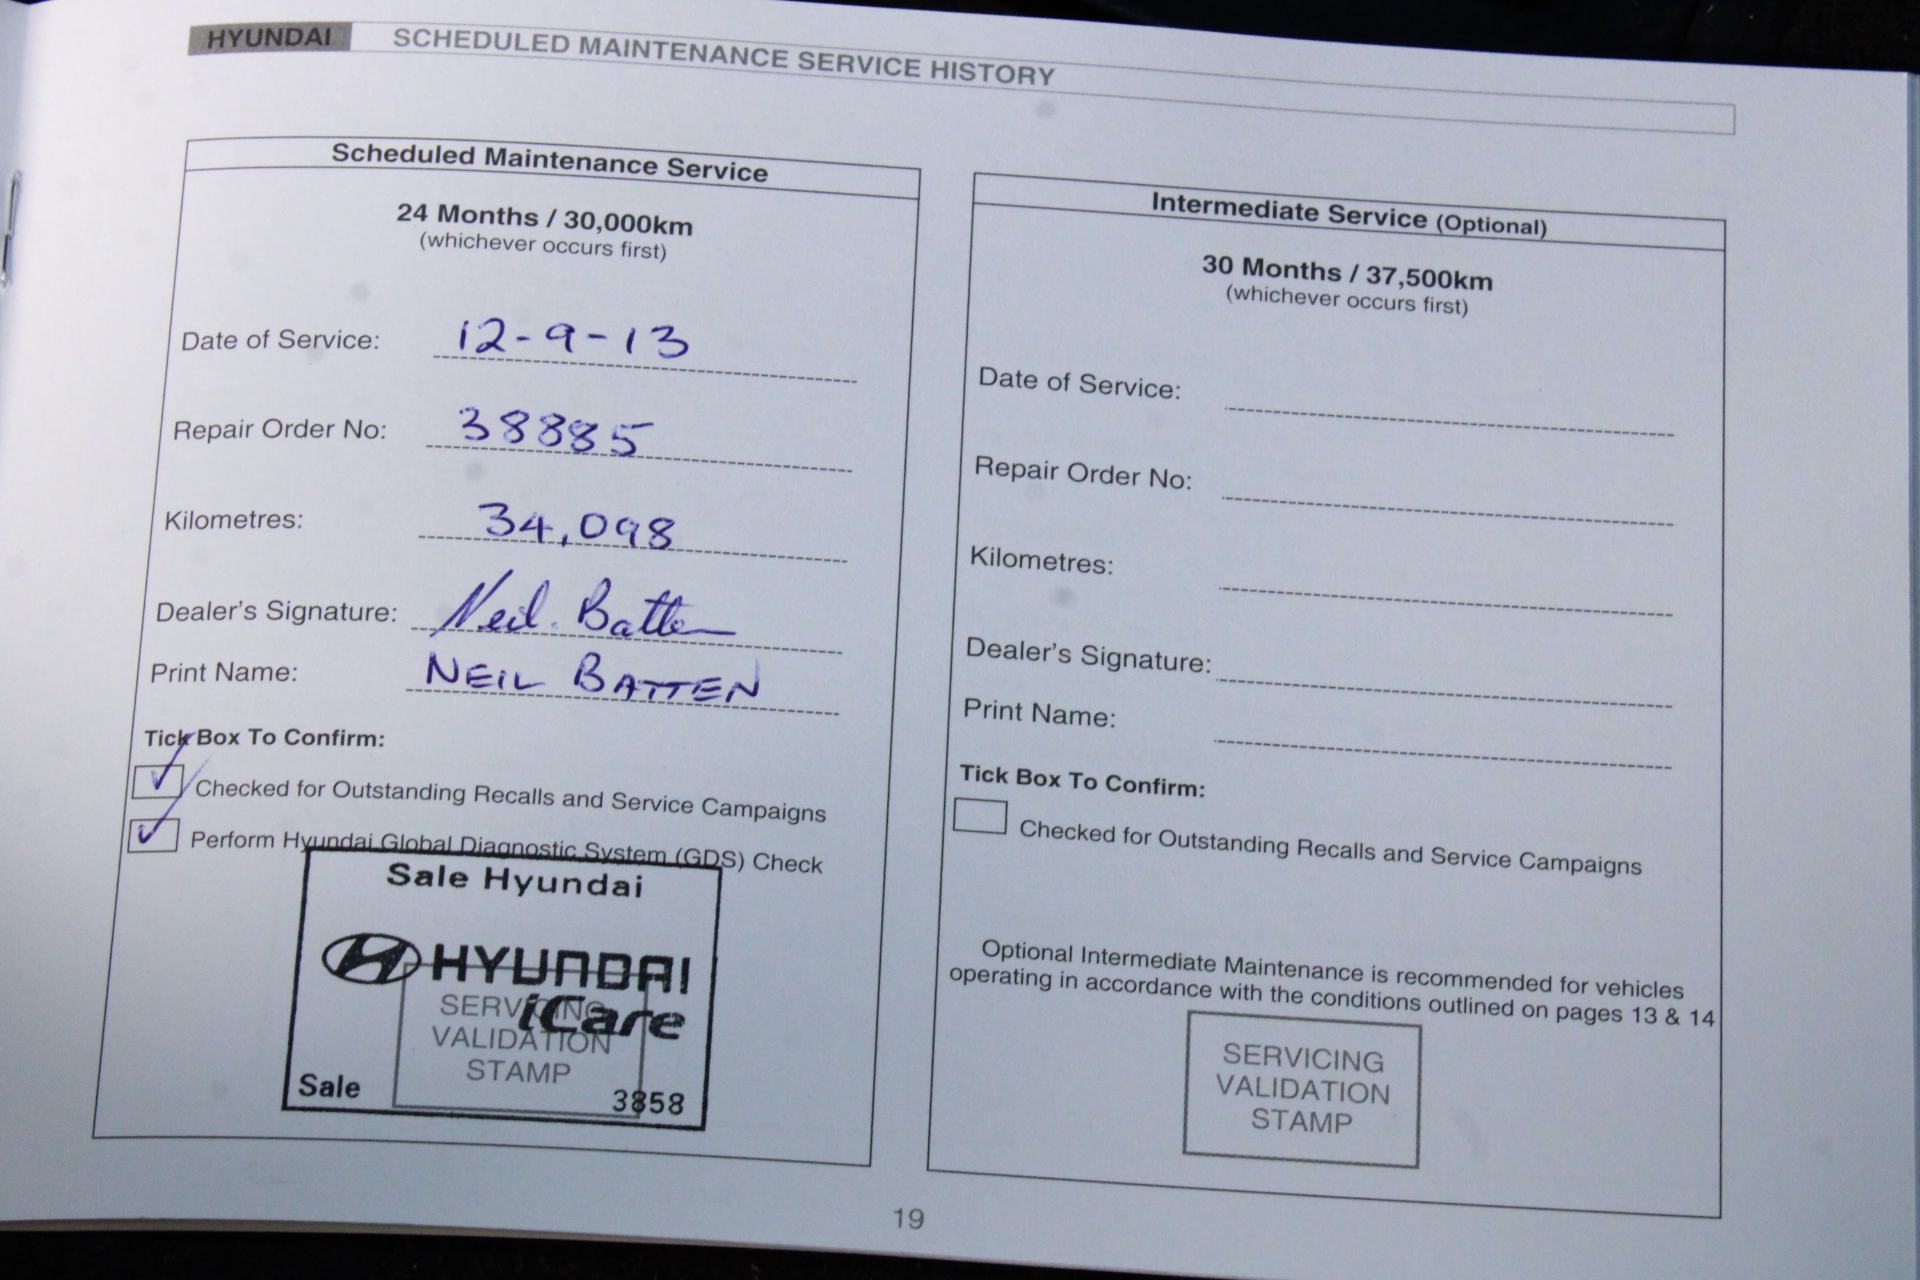 HYUNDAI SCHEDULED MAINTENANCE SERVICE HISTORY
Scheduled Maintenance Service
24 Months / 30,000km
(whichever occurs first)
Date of Service: 12-9-13
Repair Order No: 38885
Kilometres: 34,098
Dealer's Signature: Neil Batten
Print Name: NEIL BATTEN
Tick Box To Confirm:
Checked for Outstanding Recalls and Service Campaigns
Perform Hyundai Global Diagnostic System (GDS) Check
Sale Hyundai
HYUNDAI
iCare
SERVICING
VALIDATION
STAMP
Sale 3858
Intermediate Service (Optional)
30 Months / 37,500km
(whichever occurs first)
Date of Service:
Repair Order No:
Kilometres:
Dealer's Signature:
Print Name:
Tick Box To Confirm:
Checked for Outstanding Recalls and Service Campaigns
Optional Intermediate Maintenance is recommended for vehicles
operating in accordance with the conditions outlined on pages 13 & 14
SERVICING
VALIDATION
STAMP
19